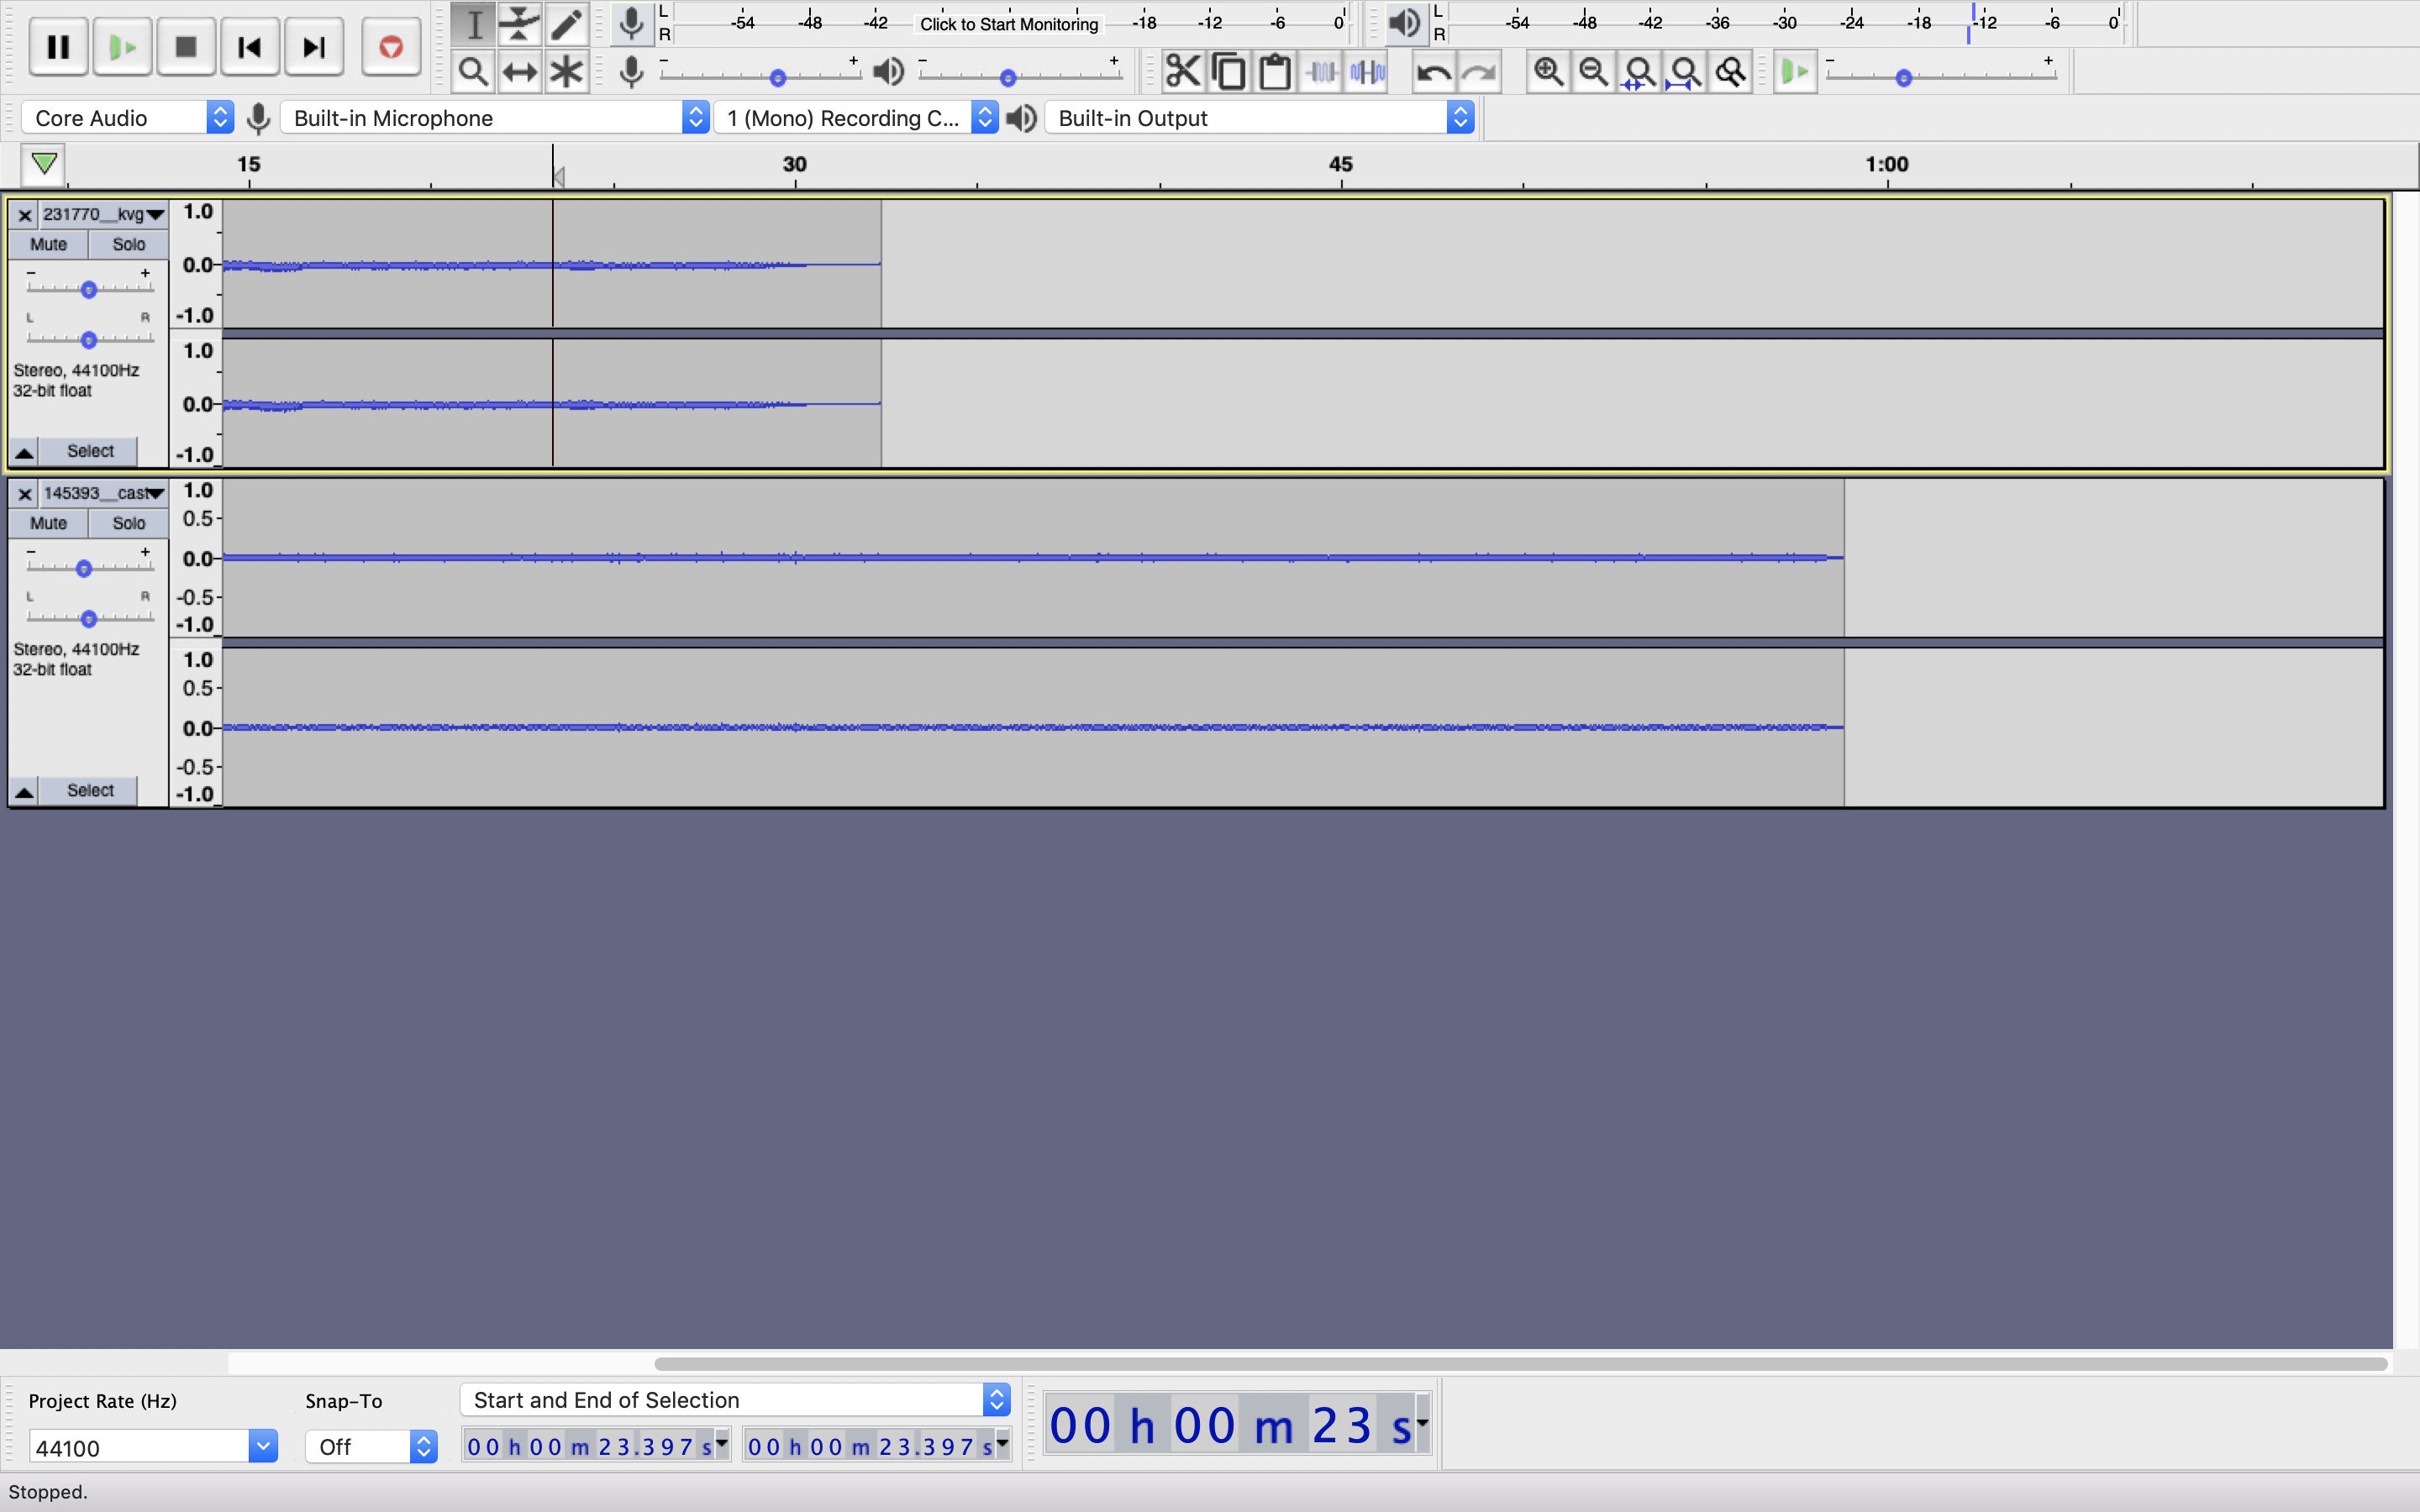 L
R
-54 -48 -42 Click to Start Monitoring -18 -12 -6 0
L
R
-54 -48 -42 -36 -30 -24 -18 -12 -6 0
- +
- +
- +
Core Audio
Built-in Microphone
1 (Mono) Recording C...
Built-in Output
15 30 45 1:00
231770__kvg
Mute Solo
- +
L R
Stereo, 44100Hz
32-bit float
Select
1.0
0.0
-1.0
1.0
0.0
-1.0
145393__cast
Mute Solo
- +
L R
Stereo, 44100Hz
32-bit float
Select
1.0
0.5
0.0
-0.5
-1.0
1.0
0.5
0.0
-0.5
-1.0
Project Rate (Hz)
44100
Snap-To
Off
Start and End of Selection
00 h 00 m 23.397 s
00 h 00 m 23.397 s
00 h 00 m 23 s
Stopped.